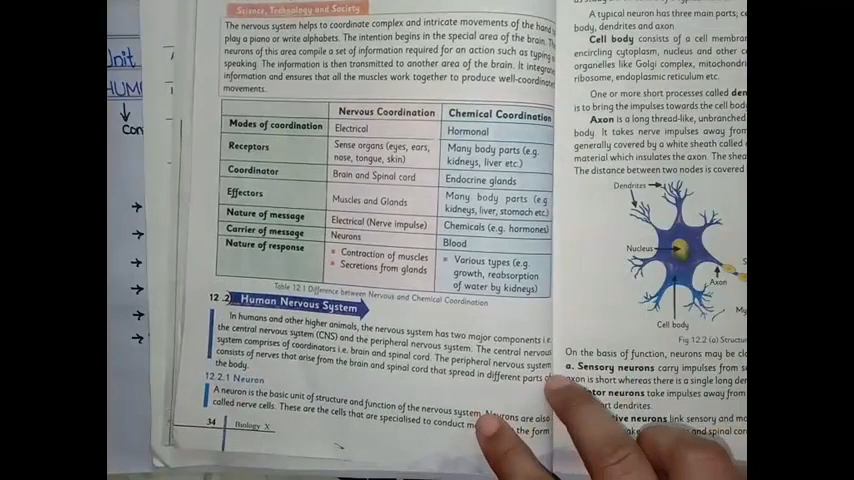 Unit
HUM
Con
Science, Technology and Society
The nervous system helps to coordinate complex and intricate movements of the hand
play a piano or write alphabets. The intention begins in the special area of the brain. The
neurons of this area compile a set of information required for an action such as typing
speaking. The information is then transmitted to another area of the brain. It integrates
information and ensures that all the muscles work together to produce well-coordinated
movements.
Nervous Coordination Chemical Coordination
Modes of coordination Electrical Hormonal
Receptors Sense organs (eyes, ears, nose, tongue, skin) Many body parts (e.g. kidneys, liver etc.)
Coordinator Brain and Spinal cord Endocrine glands
Effectors Muscles and Glands Many body parts (e.g kidneys, liver, stomach etc.)
Nature of message Electrical (Nerve impulse) Chemicals (e.g. hormones)
Carrier of message Neurons Blood
Nature of response Contraction of muscles Secretions from glands Various types (e.g. growth, reabsorption of water by kidneys)
Table 12.1 Difference between Nervous and Chemical Coordination
12.2 Human Nervous System
In humans and other higher animals, the nervous system has two major components i.e.
the central nervous system (CNS) and the peripheral nervous system. The central nervous
system comprises of coordinators i.e. brain and spinal cord. The peripheral nervous system
consists of nerves that arise from the brain and spinal cord that spread in different parts of
the body.
12.2.1 Neuron
A neuron is the basic unit of structure and function of the nervous system. Neurons are also
called nerve cells. These are the cells that are specialised to conduct the form
34 Biology X
A typical neuron has three main parts; c
body, dendrites and axon
Cell body consists of a cell membran
encircling cytoplasm, nucleus and other c
organelles like Golgi complex, mitochondri
ribosome, endoplasmic reticulum etc.
One or more short processes called den
is to bring the impulses towards the cell bod
Axon is a long thread-like, unbranched
body. It takes nerve impulses away from
generally covered by a white sheath called
material which insulates the axon. The shea
The distance between two nodes is covered
Dendrites
Nucleus
Axon
My
Cell body
Fig 12.2 (a) Structur
On the basis of function, neurons may be cla
a. Sensory neurons carry impulses from s
axon is short whereas there is a single long den
tor neurons take impulses away from
ort dendrites.
ive neurons link sensory and mo
and spinal cor